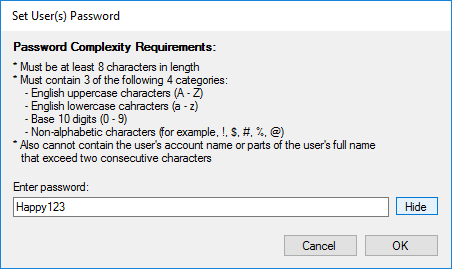 Set User(s) Password
Password Complexity Requirements:
* Must be at least 8 characters in length
* Must contain 3 of the following 4 categories:
- English uppercase characters (A - Z)
- English lowercase cahracters (a - z)
- Base 10 digits (0 - 9)
- Non-alphabetic characters (for example, !, $, #, %, @)
* Also cannot contain the user's account name or parts of the user's full name
that exceed two consecutive characters
Enter password:
Happy123
Hide
Cancel
OK